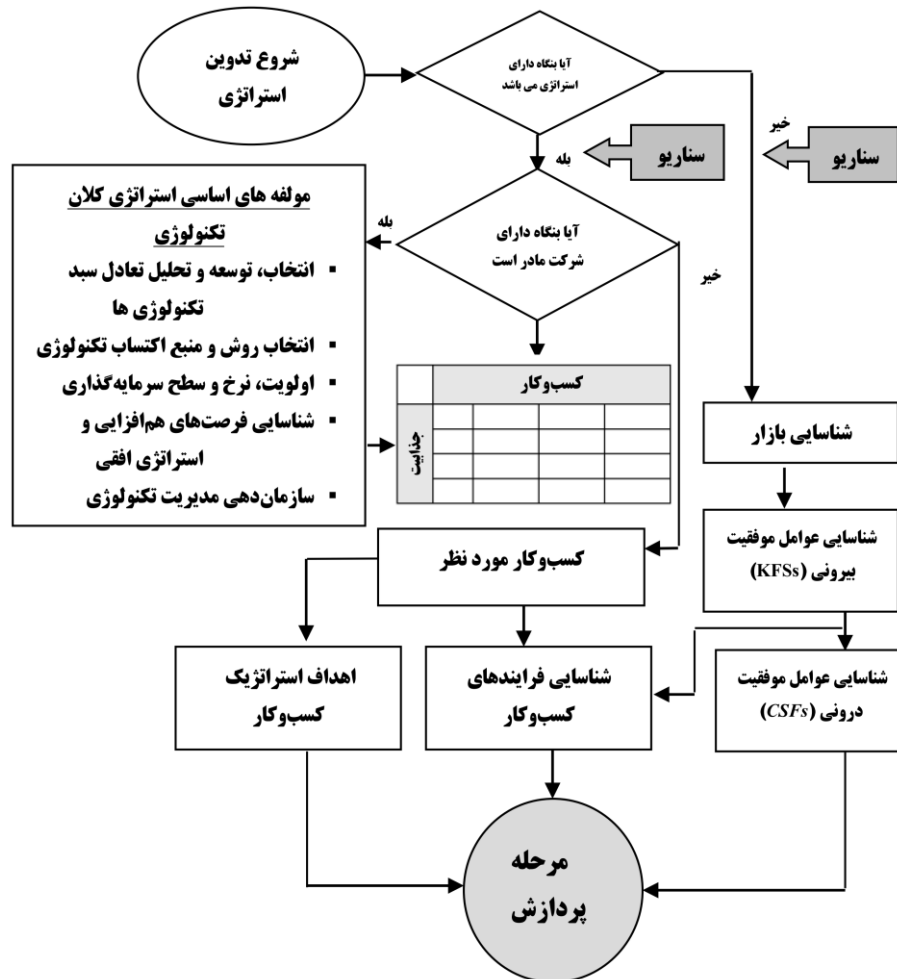 شروع تدوین
استراتژی
آیا بنگاه دارای
استراتژی می باشد
خیر
سناریو
سناریو
بله
مولفه های اساسی استراتژی کلان
تکنولوژی
▪ انتخاب، توسعه و تحلیل تعادل سبد
تکنولوژی ها
▪ انتخاب روش و منبع اکتساب تکنولوژی
▪ اولویت، نرخ و سطح سرمایه‌گذاری
▪ شناسایی فرصت‌های هم‌افزایی و
استراتژی افقی
▪ سازمان‌دهی مدیریت تکنولوژی
بله
آیا بنگاه دارای
شرکت مادر است
خیر
کسب‌وکار
جذابیت
شناسایی بازار
شناسایی عوامل موفقیت
بیرونی (KFSs)
کسب‌وکار مورد نظر
شناسایی عوامل موفقیت
درونی (CSFs)
شناسایی فرایندهای
کسب‌وکار
اهداف استراتژیک
کسب‌وکار
مرحله
پردازش